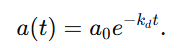 a(t) = a₀e^{-k_d t}.